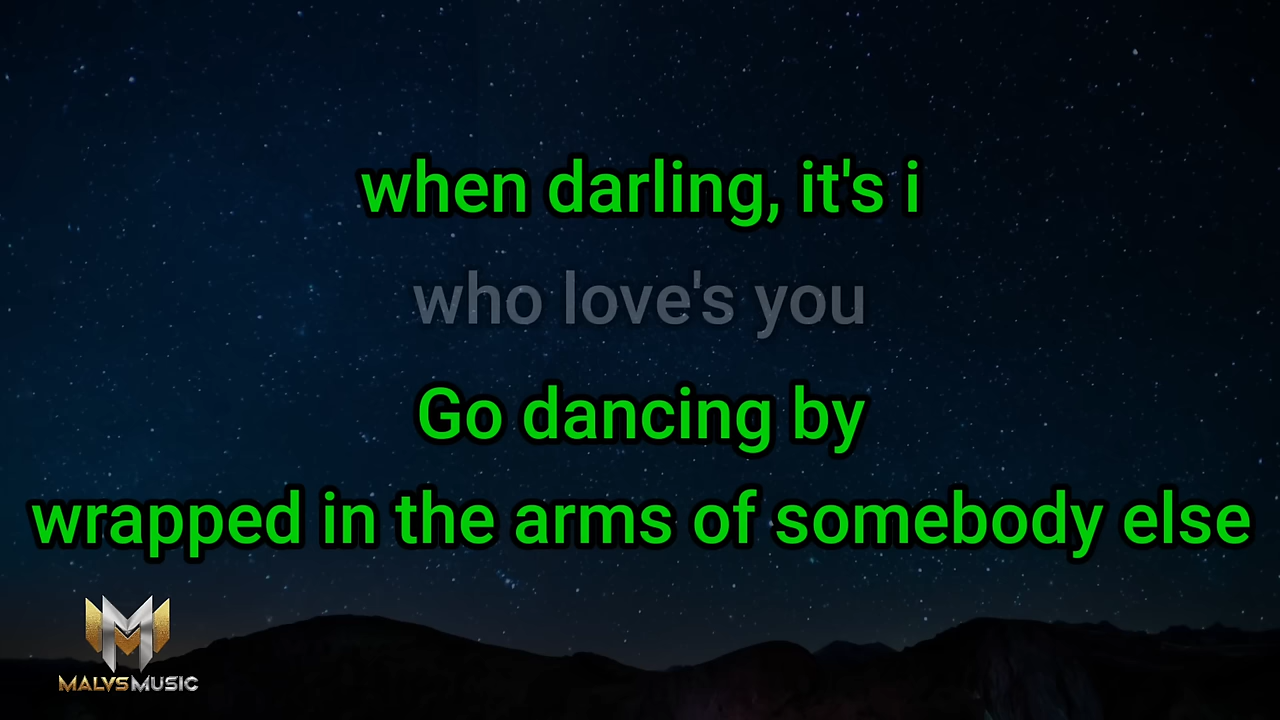 when darling, it's i
who love's you
Go dancing by
wrapped in the arms of somebody else
MALVSMUSIC